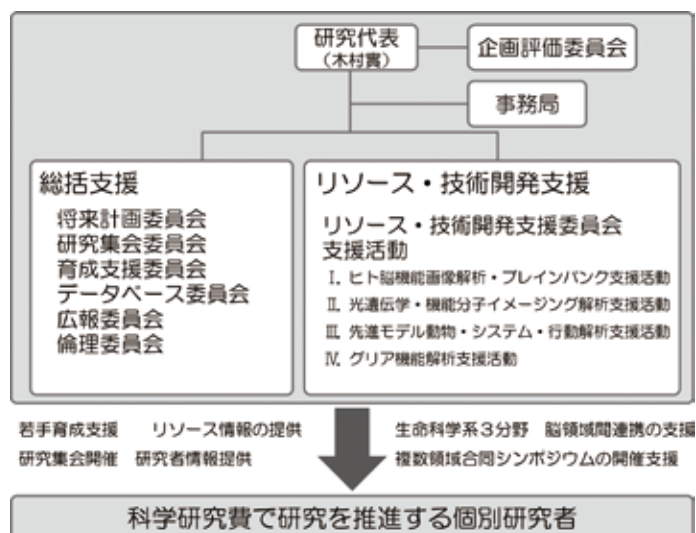 研究代表
(木村實)
企画評価委員会
事務局
総括支援
将来計画委員会
研究集会委員会
育成支援委員会
データベース委員会
広報委員会
倫理委員会
リソース・技術開発支援
リソース・技術開発支援委員会
支援活動
Ⅰ. ヒト脳機能画像解析・ブレインバンク支援活動
Ⅱ. 光遺伝学・機能分子イメージング解析支援活動
Ⅲ. 先進モデル動物・システム・行動解析支援活動
Ⅳ. グリア機能解析支援活動
若手育成支援 リソース情報の提供
研究集会開催 研究者情報提供
生命科学系3分野 脳領域間連携の支援
複数領域合同シンポジウムの開催支援
科学研究費で研究を推進する個別研究者